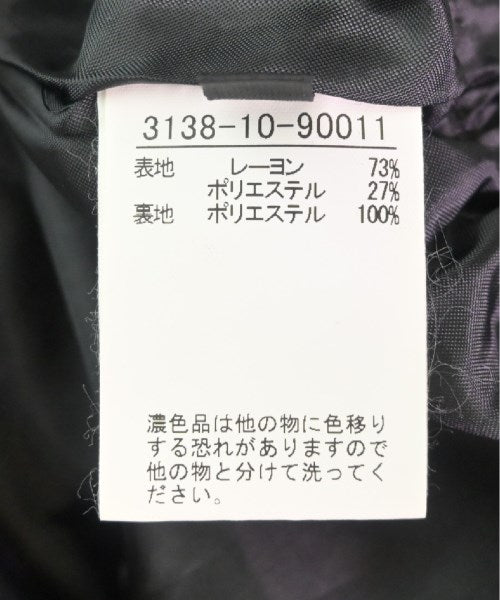 3138-10-90011
表地 レーヨン 73%
ポリエステル 27%
裏地 ポリエステル 100%
濃色品は他の物に色移り
する恐れがありますので
他の物と分けて洗ってく
ださい。